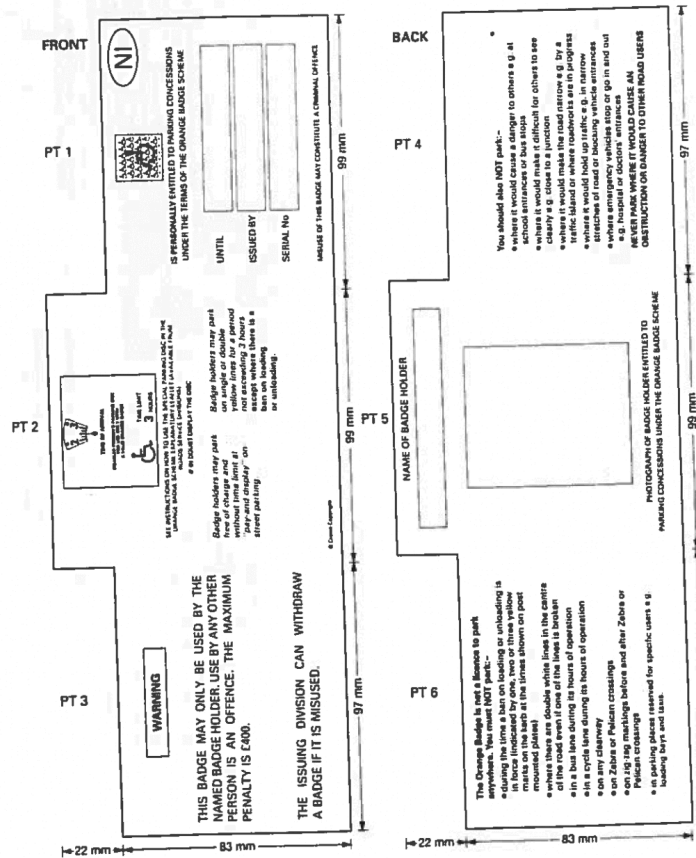 FRONT
PT 1
NI
IS PERSONALLY ENTITLED TO PARKING CONCESSIONS
UNDER THE TERMS OF THE ORANGE BADGE SCHEME
UNTIL
ISSUED BY
SERIAL No
MISUSE OF THIS BADGE MAY CONSTITUTE A CRIMINAL OFFENCE
99 mm
PT 2
TIME OF ARRIVAL
TIME LIMIT
3 HOURS
SEE INSTRUCTIONS ON HOW TO USE THE SPECIAL PARKING DISC IN THE
ORANGE BADGE SCHEME EXPLANATORY LEAFLET (AVAILABLE FROM
ROADS SERVICE DIVISIONS)
IF IN DOUBT DISPLAY THE DISC
Badge holders may park
free of charge and
without time limit at
"pay-and display" on
street parking.
Badge holders may park
on single or double
yellow lines for a period
not exceeding 3 hours
except where there is a
ban on loading
or unloading.
© Crown Copyright
99 mm
PT 3
WARNING
THIS BADGE MAY ONLY BE USED BY THE
NAMED BADGE HOLDER. USE BY ANY OTHER
PERSON IS AN OFFENCE. THE MAXIMUM
PENALTY IS £400.
THE ISSUING DIVISION CAN WITHDRAW
A BADGE IF IT IS MISUSED.
97 mm
22 mm
83 mm
BACK
PT 4
You should also NOT park:-
• where it would cause a danger to others e.g. at
school entrances or bus stops
• where it would make it difficult for others to see
clearly e.g. close to a junction
• where it would make the road narrow e.g. by a
traffic island or where roadworks are in progress
• where it would hold up traffic e.g. in narrow
stretches of road or blocking vehicle entrances
• where emergency vehicles stop or go in and out
e.g. hospital or doctors' entrances
NEVER PARK WHERE IT WOULD CAUSE AN
OBSTRUCTION OR DANGER TO OTHER ROAD USERS
97 mm
PT 5
NAME OF BADGE HOLDER
PHOTOGRAPH OF BADGE HOLDER ENTITLED TO
PARKING CONCESSIONS UNDER THE ORANGE BADGE SCHEME
99 mm
PT 6
The Orange Badge is not a licence to park
anywhere. You must NOT park:-
• during the time a ban on loading or unloading is
in force (indicated by one, two or three yellow
marks on the kerb at the times shown on post
mounted plates)
• where there are double white lines in the centre
of the road even if one of the lines is broken
• in a bus lane during its hours of operation
• in a cycle lane during its hours of operation
• on any clearway
• on Zebra or Pelican crossings
• on zig-zag markings before and after Zebra or
Pelican crossings
• in parking places reserved for specific users e.g.
loading bays and taxis.
22 mm
83 mm